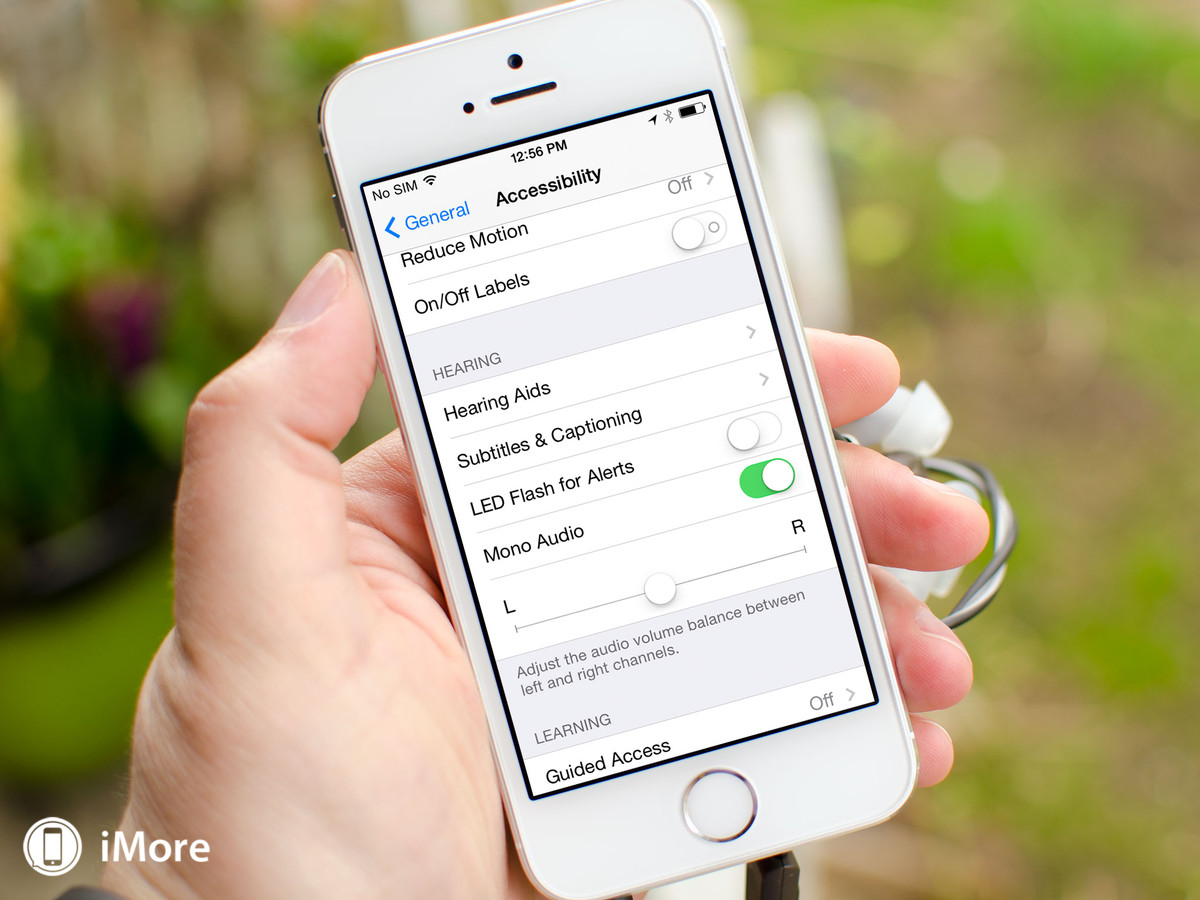 No SIM 12:56 PM
General Accessibility
Reduce Motion Off
On/Off Labels
HEARING
Hearing Aids
Subtitles & Captioning
LED Flash for Alerts
Mono Audio
L R
Adjust the audio volume balance between
left and right channels.
LEARNING
Guided Access Off
iMore